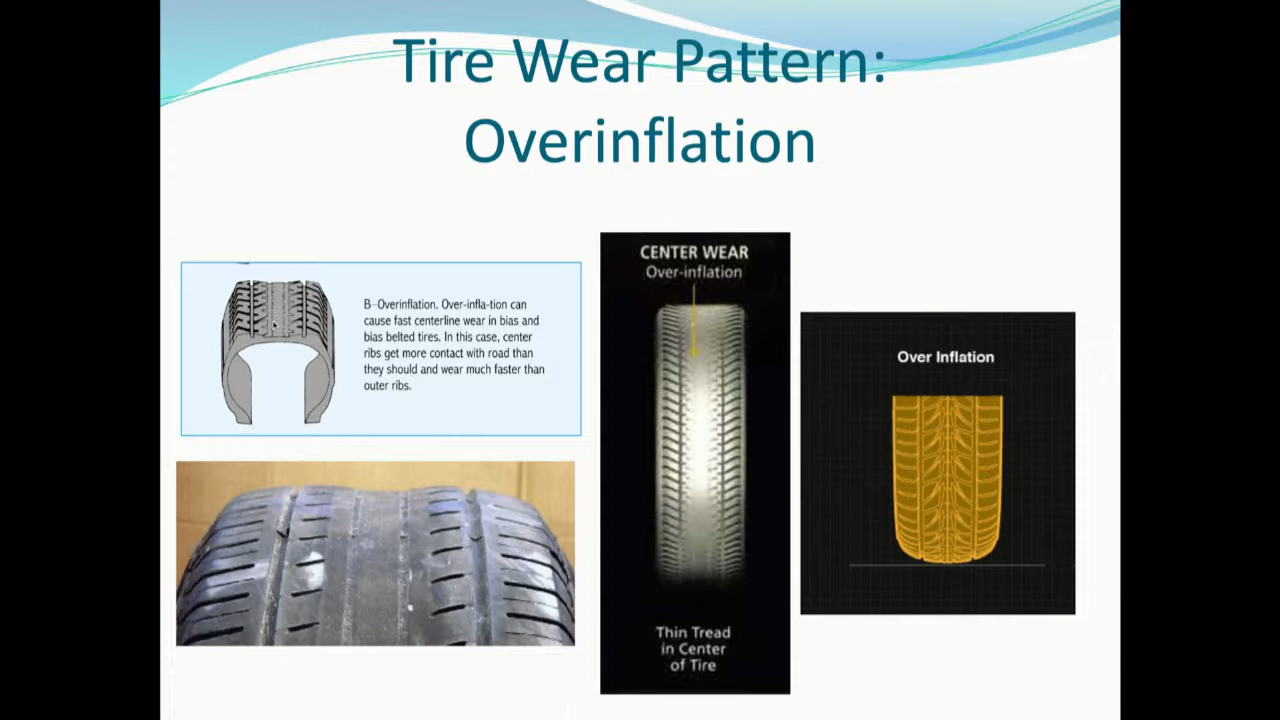 Tire Wear Pattern:
Overinflation
B–Overinflation. Over-infla-tion can
cause fast centerline wear in bias and
bias belted tires. In this case, center
ribs get more contact with road than
they should and wear much faster than
outer ribs.
CENTER WEAR
Over-inflation
Thin Tread
in Center
of Tire
Over Inflation